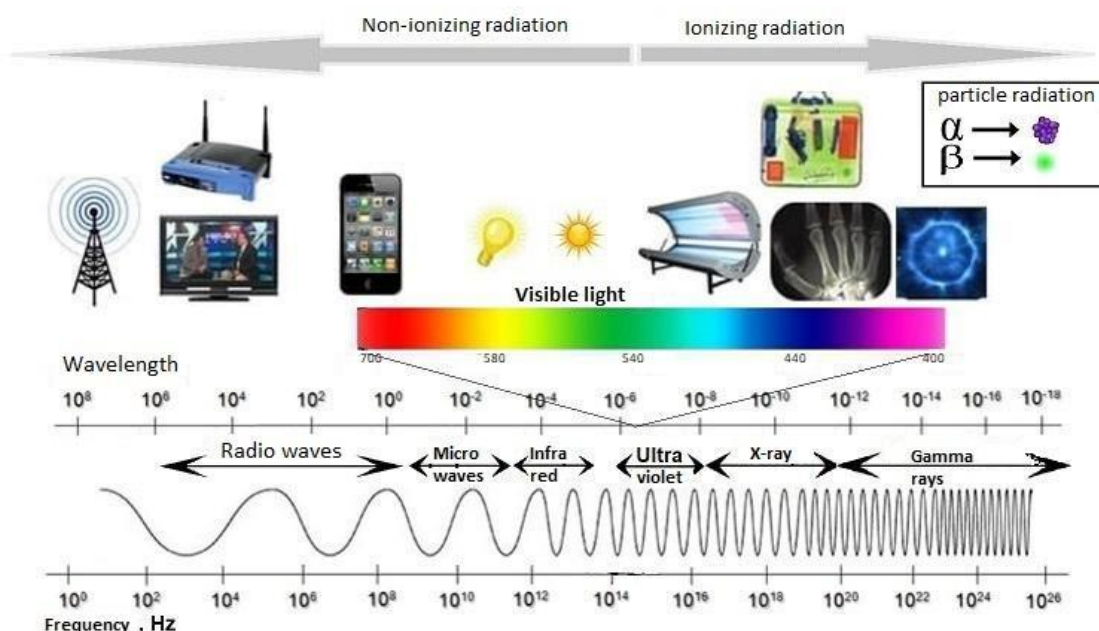 Non-ionizing radiation
Ionizing radiation
particle radiation
α
β
Visible light
700 580 540 440 400
Wavelength
10⁸ 10⁶ 10⁴ 10² 10⁰ 10⁻² 10⁻⁴ 10⁻⁶ 10⁻⁸ 10⁻¹⁰ 10⁻¹² 10⁻¹⁴ 10⁻¹⁶ 10⁻¹⁸
Radio waves
Micro
waves
Infra
red
Ultra
violet
X-ray
Gamma
rays
10⁰ 10² 10⁴ 10⁶ 10⁸ 10¹⁰ 10¹² 10¹⁴ 10¹⁶ 10¹⁸ 10²⁰ 10²² 10²⁴ 10²⁶
Frequency , Hz